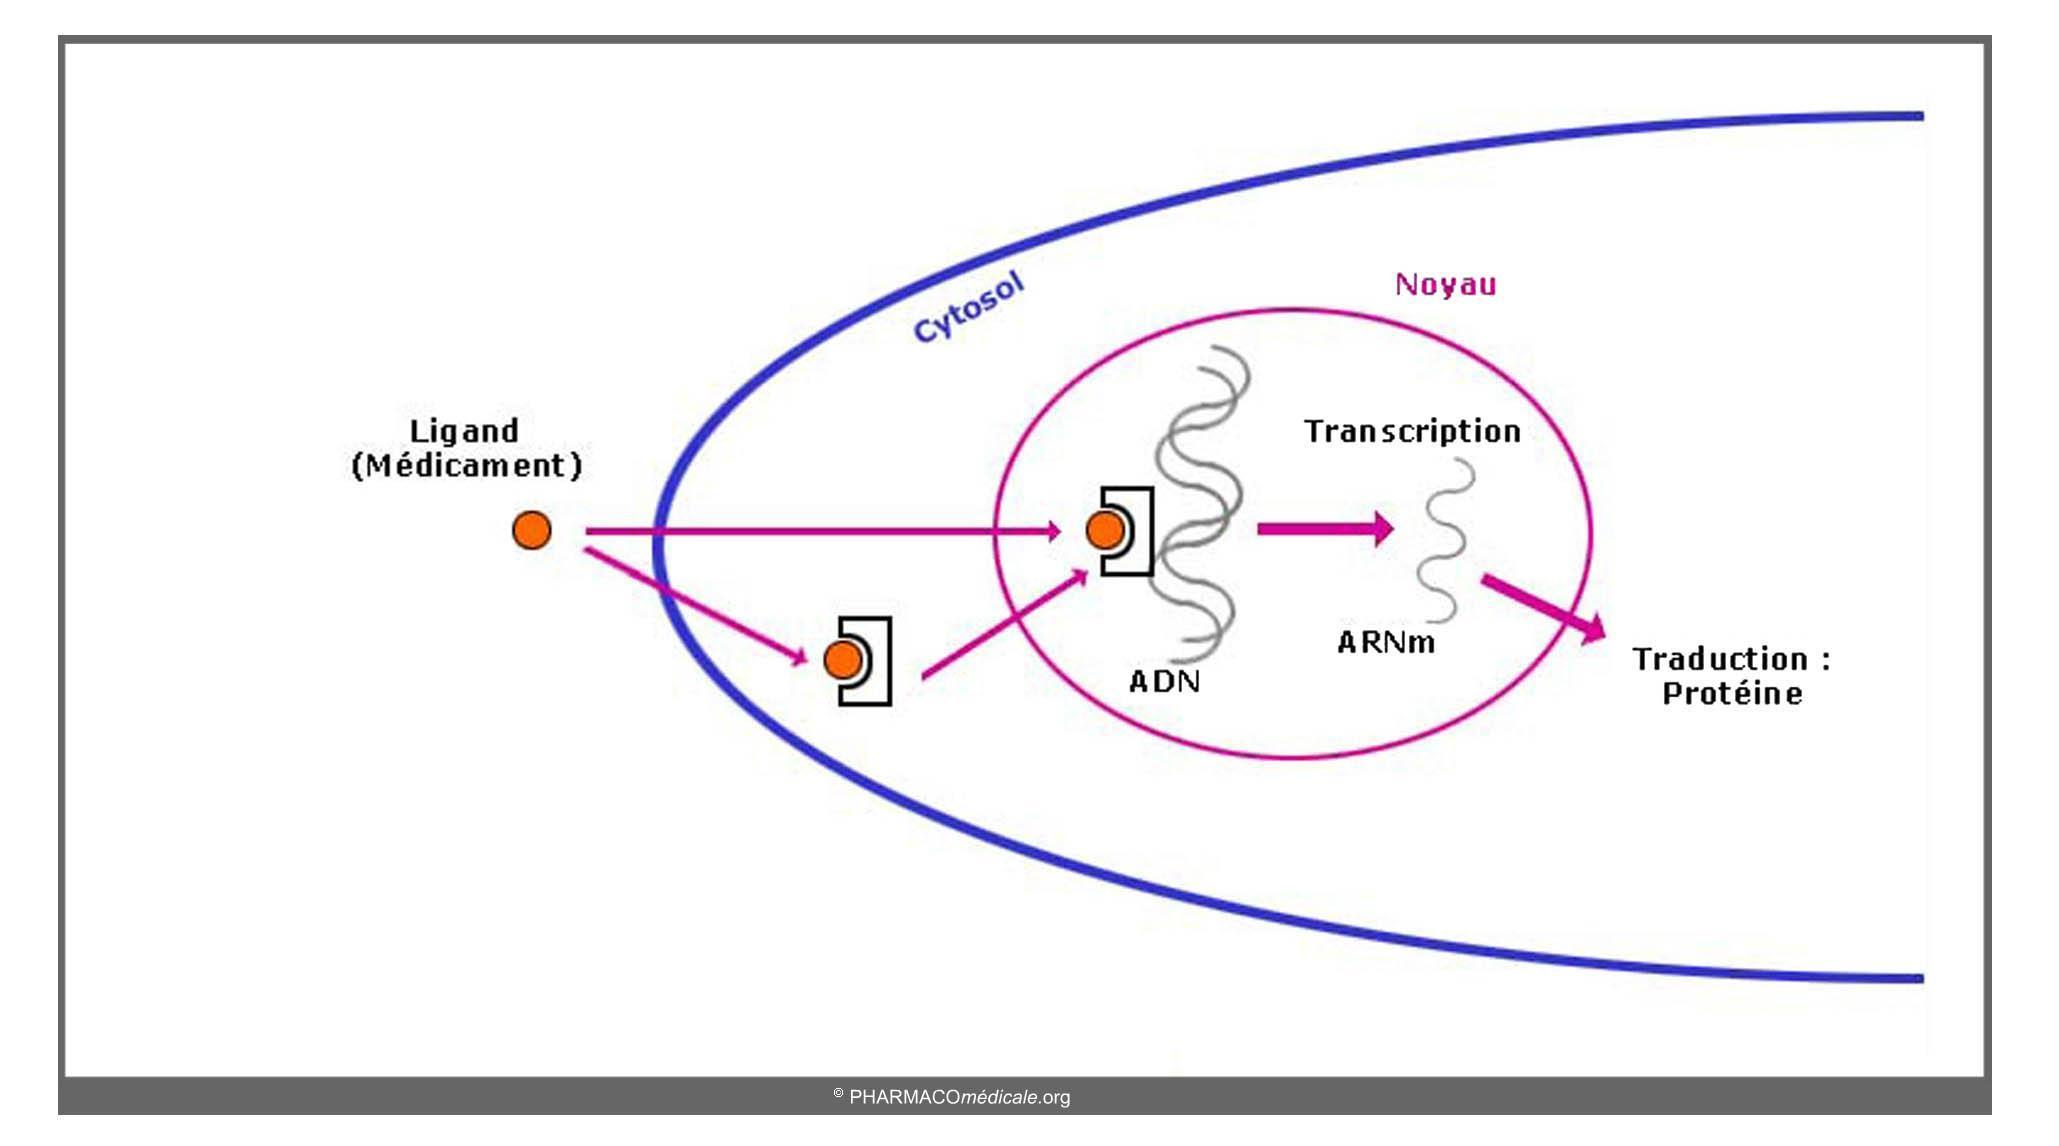 Cytosol
Noyau
Ligand
(Médicament)
Transcription
ARNm
ADN
Traduction :
Protéine
© PHARMACOmédicale.org